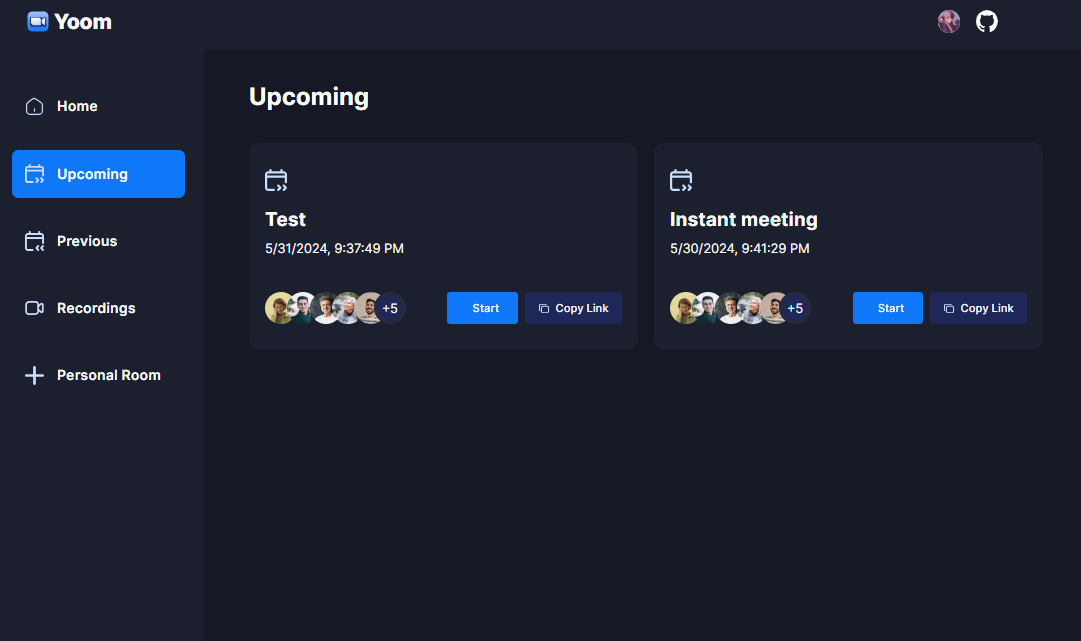 Yoom
Home
Upcoming
Previous
Recordings
Personal Room
Upcoming
Test
5/31/2024, 9:37:49 PM
+5
Start
Copy Link
Instant meeting
5/30/2024, 9:41:29 PM
+5
Start
Copy Link